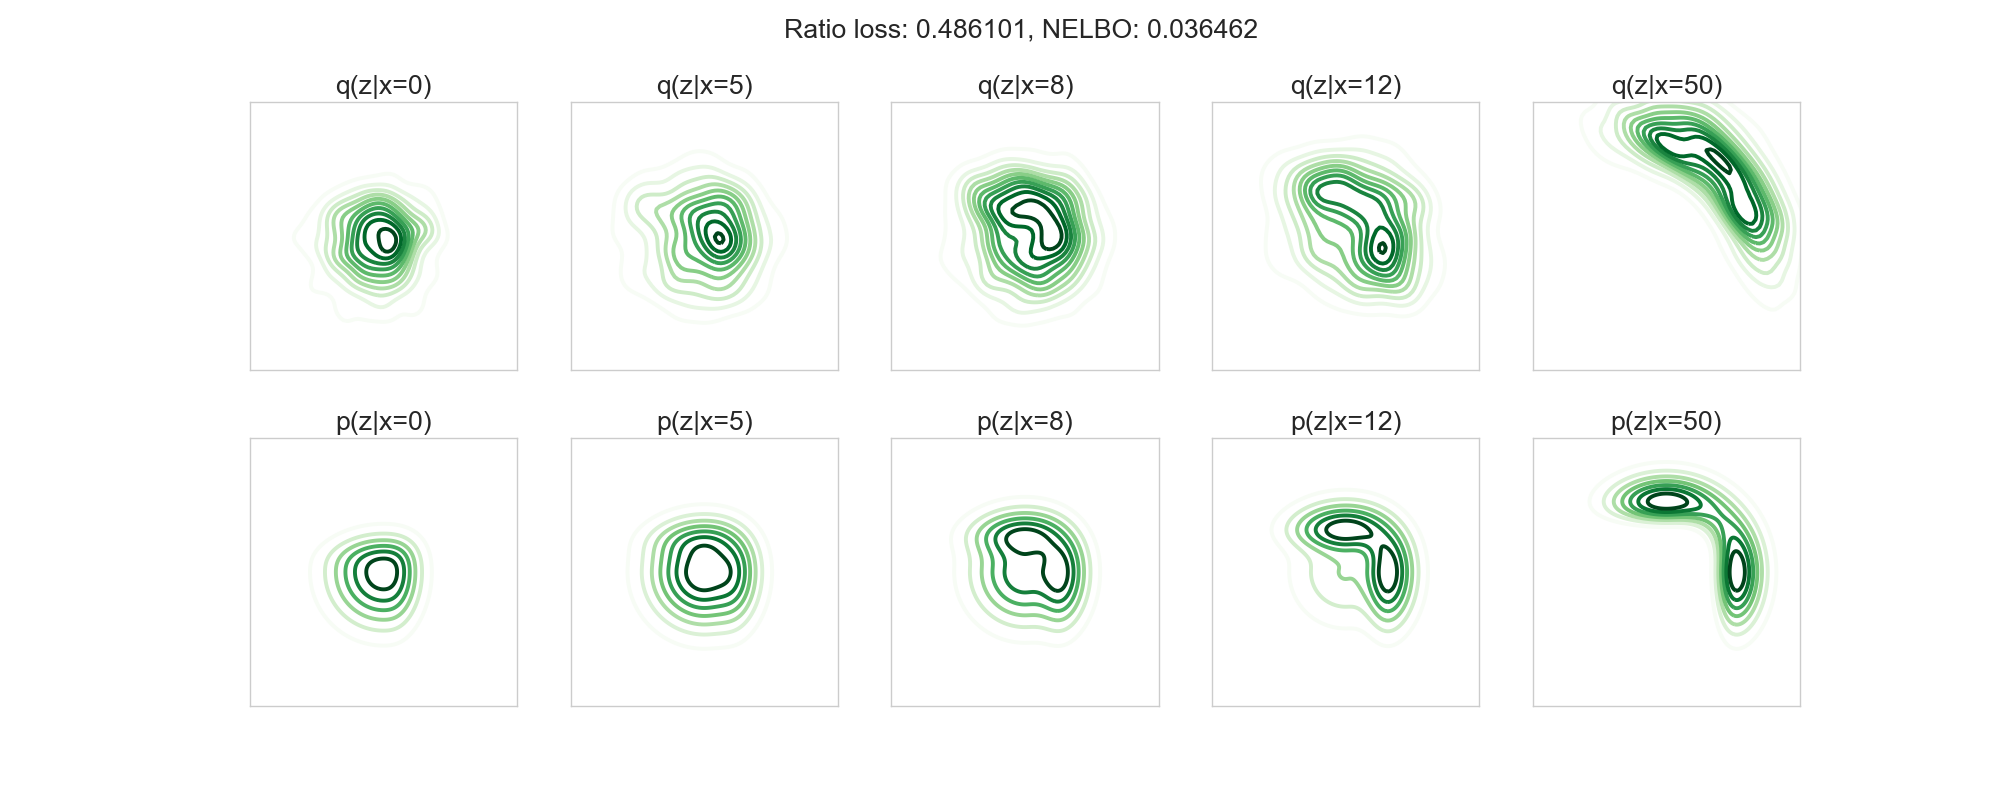 Ratio loss: 0.486101, NELBO: 0.036462
q(z|x=0)
q(z|x=5)
q(z|x=8)
q(z|x=12)
q(z|x=50)
p(z|x=0)
p(z|x=5)
p(z|x=8)
p(z|x=12)
p(z|x=50)